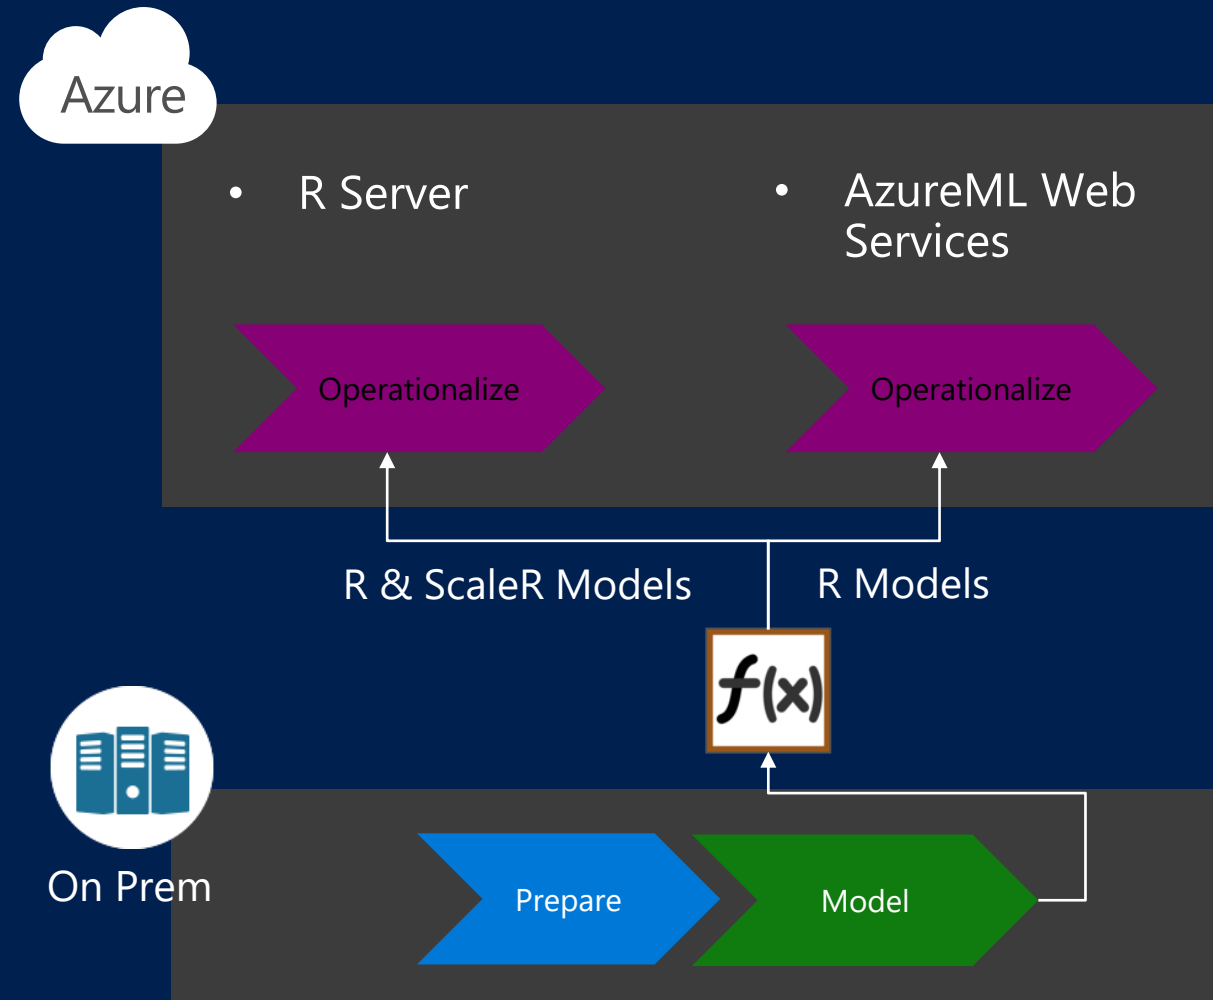 Azure
• R Server
• AzureML Web
Services
Operationalize
Operationalize
R & ScaleR Models
R Models
f(x)
On Prem
Prepare
Model